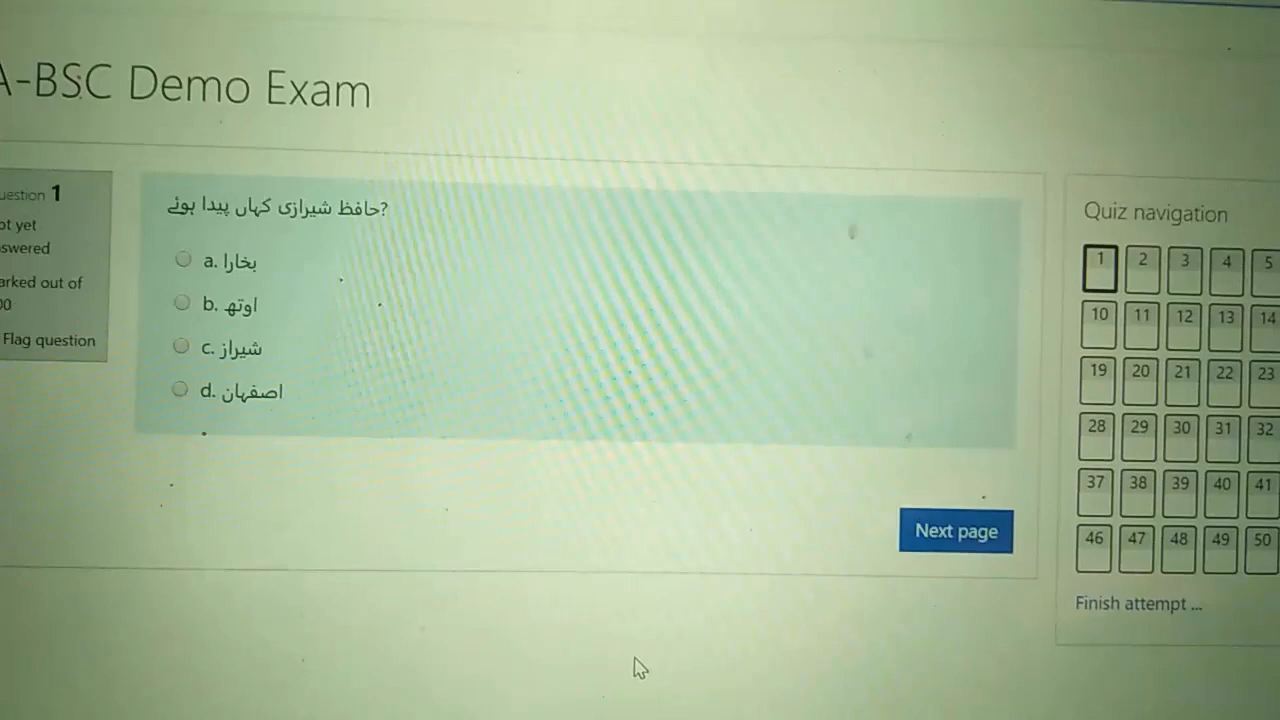 A-BSC Demo Exam
uestion 1
ot yet
swered
arked out of
00
Flag question
حافظ شیرازی کہاں پیدا ہوئے?
a. بخارا
b. اوتھ
c. شیراز
d. اصفہان
Next page
Quiz navigation
1 2 3 4 5
10 11 12 13 14
19 20 21 22 23
28 29 30 31 32
37 38 39 40 41
46 47 48 49 50
Finish attempt ...